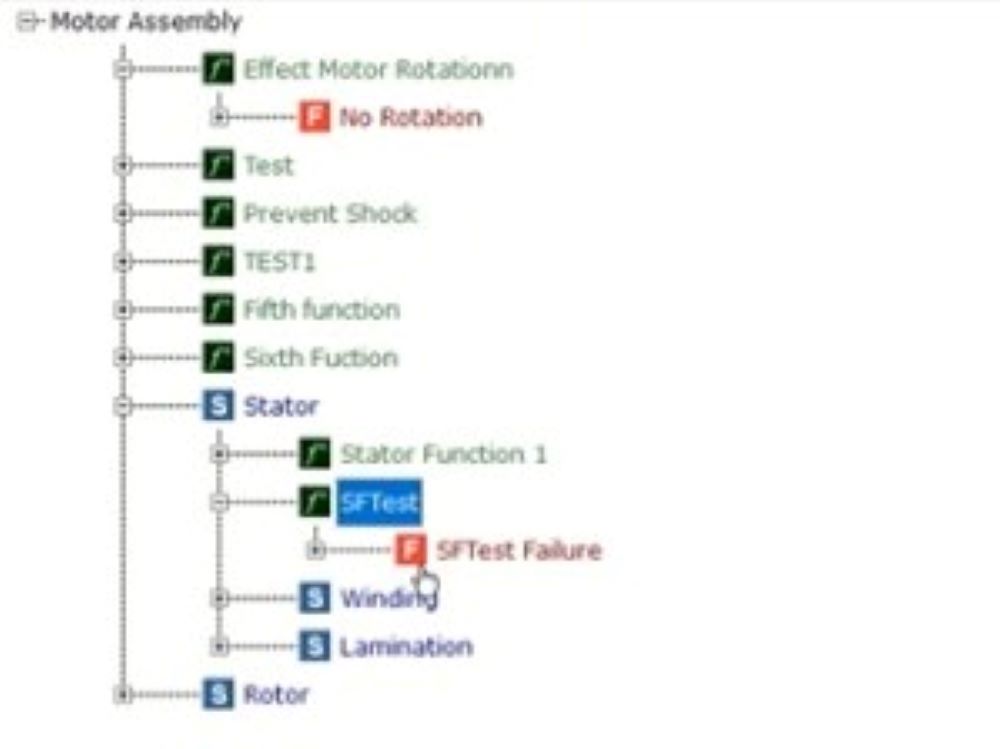 Motor Assembly
f Effect Motor Rotationn
F No Rotation
f Test
f Prevent Shock
f TEST1
f Fifth function
f Sixth Fuction
S Stator
f Stator Function 1
f SFTest
F SFTest Failure
S Winding
S Lamination
S Rotor